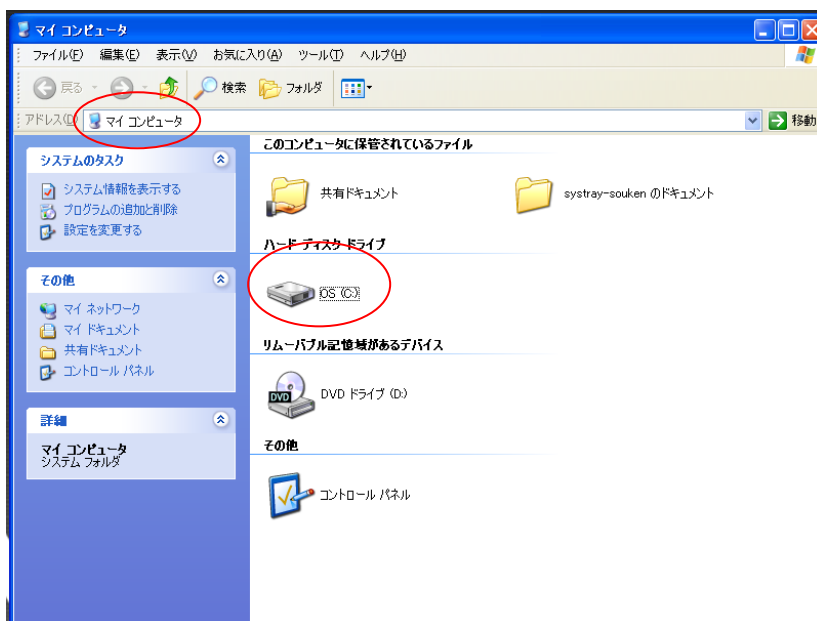 マイ コンピュータ
ファイル(F) 編集(E) 表示(V) お気に入り(A) ツール(T) ヘルプ(H)
戻る 検索 フォルダ
アドレス(D) マイ コンピュータ 移動
システムのタスク
システム情報を表示する
プログラムの追加と削除
設定を変更する
その他
マイ ネットワーク
マイ ドキュメント
共有ドキュメント
コントロール パネル
詳細
マイ コンピュータ
システム フォルダ
このコンピュータに保管されているファイル
共有ドキュメント systray-souken のドキュメント
ハード ディスク ドライブ
OS (C:)
リムーバブル記憶域があるデバイス
DVD
DVD ドライブ (D:)
その他
コントロール パネル